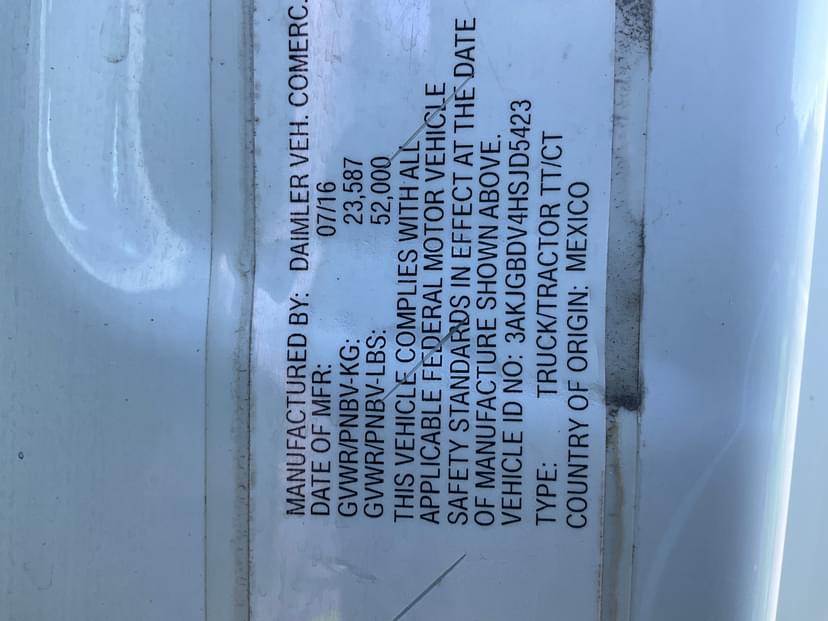 MANUFACTURED BY: DAIMLER VEH. COMERC.
DATE OF MFR: 07/16
GVWR/PNBV-KG: 23,587
GVWR/PNBV-LBS: 52,000
THIS VEHICLE COMPLIES WITH ALL
APPLICABLE FEDERAL MOTOR VEHICLE
SAFETY STANDARDS IN EFFECT AT THE DATE
OF MANUFACTURE SHOWN ABOVE.
VEHICLE ID NO: 3AKJGBDV4HSJD5423
TYPE: TRUCK/TRACTOR TT/CT
COUNTRY OF ORIGIN: MEXICO